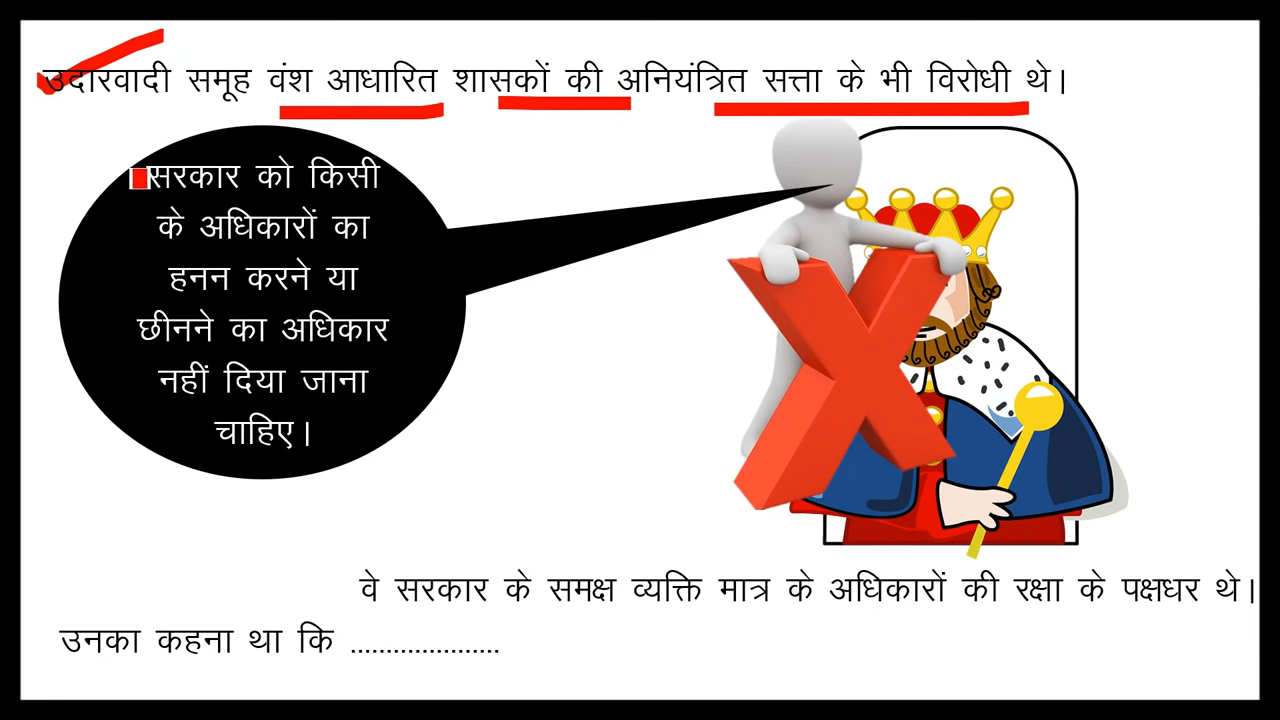 उदारवादी समूह वंश आधारित शासकों की अनियंत्रित सत्ता के भी विरोधी थे।
सरकार को किसी
के अधिकारों का
हनन करने या
छीनने का अधिकार
नहीं दिया जाना
चाहिए।
वे सरकार के समक्ष व्यक्ति मात्र के अधिकारों की रक्षा के पक्षधर थे।
उनका कहना था कि .....................